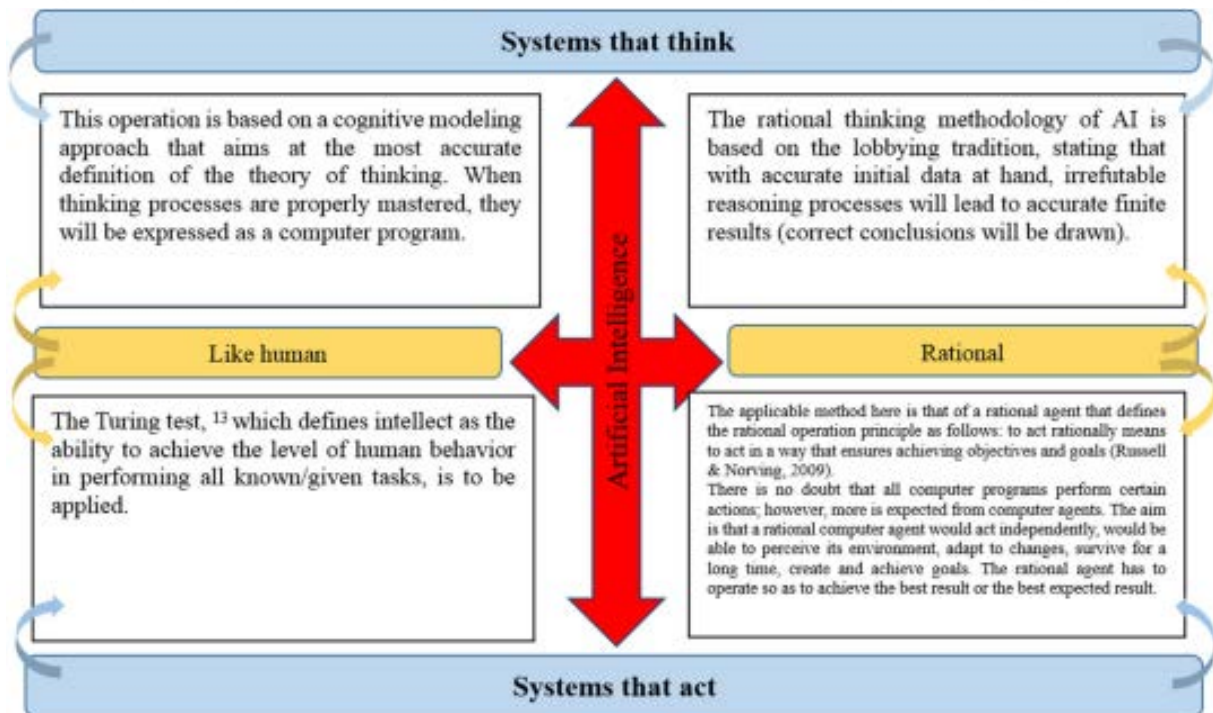 Systems that think
This operation is based on a cognitive modeling
approach that aims at the most accurate
definition of the theory of thinking. When
thinking processes are properly mastered, they
will be expressed as a computer program.
The rational thinking methodology of AI is
based on the lobbying tradition, stating that
with accurate initial data at hand, irrefutable
reasoning processes will lead to accurate finite
results (correct conclusions will be drawn).
Artificial Intelligence
Like human
Rational
The Turing test, 13 which defines intellect as the
ability to achieve the level of human behavior
in performing all known/given tasks, is to be
applied.
The applicable method here is that of a rational agent that defines
the rational operation principle as follows: to act rationally means
to act in a way that ensures achieving objectives and goals (Russell
& Norving, 2009).
There is no doubt that all computer programs perform certain
actions; however, more is expected from computer agents. The aim
is that a rational computer agent would act independently, would be
able to perceive its environment, adapt to changes, survive for a
long time, create and achieve goals. The rational agent has to
operate so as to achieve the best result or the best expected result.
Systems that act